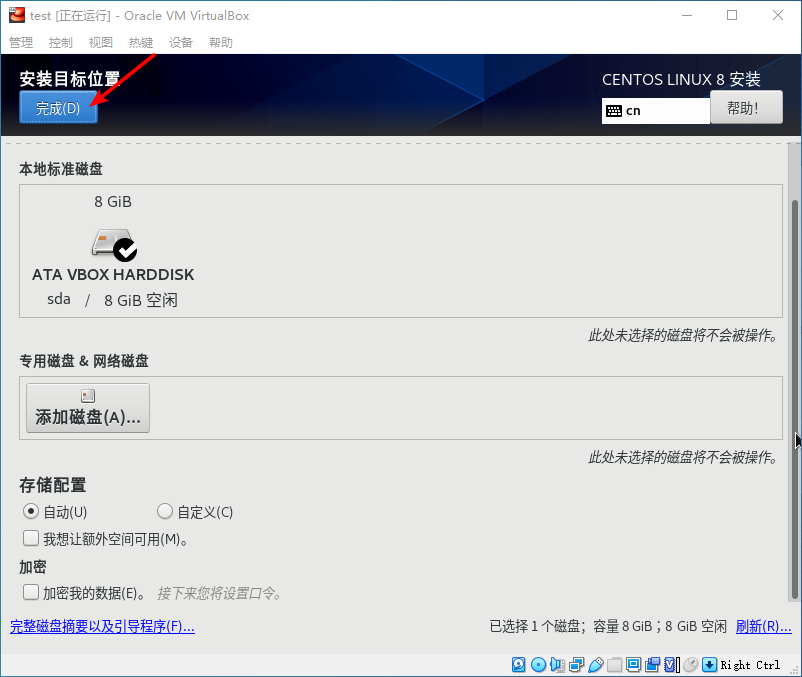 test [正在运行] - Oracle VM VirtualBox
管理 控制 视图 热键 设备 帮助
安装目标位置
CENTOS LINUX 8 安装
完成(D)
cn
帮助!
本地标准磁盘
8 GiB
ATA VBOX HARDDISK
sda / 8 GiB 空闲
此处未选择的磁盘将不会被操作。
专用磁盘 & 网络磁盘
添加磁盘(A)...
此处未选择的磁盘将不会被操作。
存储配置
自动(U) 自定义(C)
我想让额外空间可用(M)。
加密
加密我的数据(E)。 接下来您将设置口令。
完整磁盘摘要以及引导程序(F)... 已选择 1 个磁盘；容量 8 GiB；8 GiB 空闲 刷新(R)...
Right Ctrl